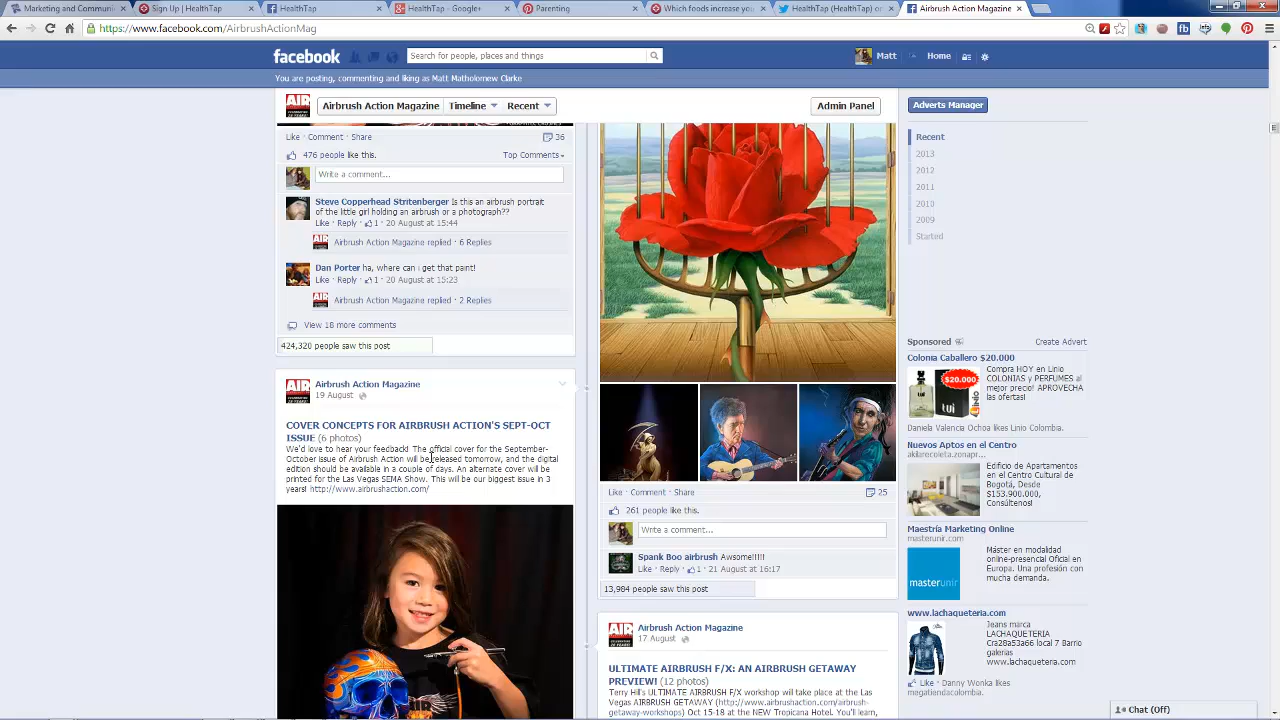 Marketing and Communi
Sign Up | HealthTap
HealthTap
HealthTap - Google+
Parenting
Which foods increase you
HealthTap (HealthTap) on
Airbrush Action Magazine
https://www.facebook.com/AirbrushActionMag
facebook
Search for people, places and things
Matt
Home
You are posting, commenting and liking as Matt Matholomew Clarke
Airbrush Action Magazine
Timeline
Recent
Admin Panel
Like · Comment · Share
36
476 people like this.
Top Comments
Write a comment...
Steve Copperhead Stritenberger Is this an airbrush portrait
of the little girl holding an airbrush or a photograph??
Like · Reply · 1 · 20 August at 15:44
Airbrush Action Magazine replied · 6 Replies
Dan Porter ha, where can i get that paint!
Like · Reply · 1 · 20 August at 15:23
Airbrush Action Magazine replied · 2 Replies
View 18 more comments
424,320 people saw this post
AIR
Airbrush Action Magazine
19 August
COVER CONCEPTS FOR AIRBRUSH ACTION'S SEPT-OCT
ISSUE (6 photos)
We'd love to hear your feedback! The official cover for the September-
October issue of Airbrush Action will be released tomorrow, and the digital
edition should be available in a couple of days. An alternate cover will be
printed for the Las Vegas SEMA Show. This will be our biggest issue in 3
years! http://www.airbrushaction.com/
Like · Comment · Share
25
261 people like this.
Write a comment...
Spank Boo airbrush Awsome!!!!!
Like · Reply · 1 · 21 August at 16:17
13,984 people saw this post
AIR
Airbrush Action Magazine
17 August
ULTIMATE AIRBRUSH F/X: AN AIRBRUSH GETAWAY
PREVIEW! (12 photos)
Terry Hill's ULTIMATE AIRBRUSH F/X workshop will take place at the Las
Vegas AIRBRUSH GETAWAY (http://www.airbrushaction.com/airbrush-
getaway-workshops) Oct 15-18 at the NEW Tropicana Hotel. You'll learn,
Adverts Manager
Recent
2013
2012
2011
2010
2009
Started
Sponsored
Create Advert
Colonia Caballero $20.000
$20.000
LUI
Compra HOY en Linio
COLONIAS y PERFUMES al
mejor precio! APROVECHA
las ofertas!
Daniela Valencia Ochoa likes Linio Colombia.
Nuevos Aptos en el Centro
akilarecoleta.zonapr...
Edificio de Apartamentos
en el Centro Cultural de
Bogotá, Desde
$153.900.000,
Consúltenos!
Maestría Marketing Online
masterunir.com
masterunir
Máster en modalidad
online-presencial Oficial en
Europa. Una profesión con
mucha demanda.
www.lachaqueteria.com
Jeans marca
LACHAQUETERIA
Cra28#53a66 local 7 Barrio
galerias
www.lachaqueteria.com
Like · Danny Wonka likes
megatiendacolombia.
Chat (Off)